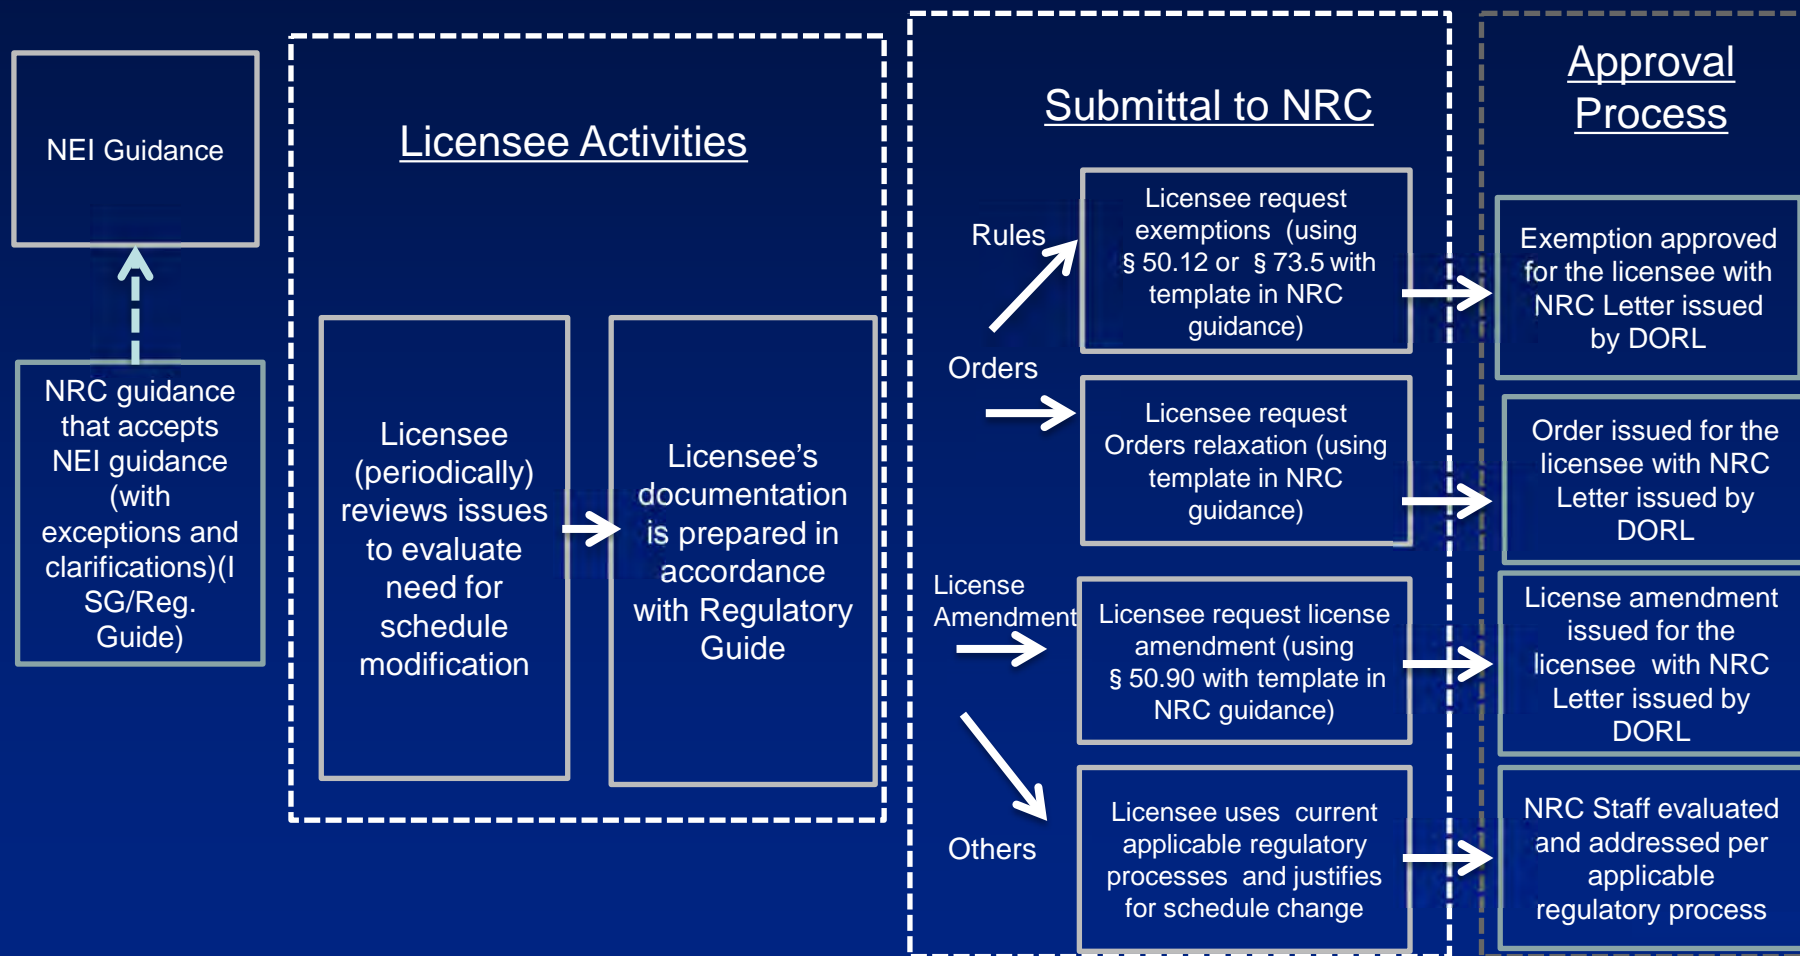 NEI Guidance
NRC guidance
that accepts
NEI guidance
(with
exceptions and
clarifications)(I
SG/Reg.
Guide)
Licensee Activities
Licensee
(periodically)
reviews issues
to evaluate
need for
schedule
modification
Licensee's
documentation
is prepared in
accordance
with Regulatory
Guide
Submittal to NRC
Rules
Licensee request
exemptions (using
§ 50.12 or § 73.5 with
template in NRC
guidance)
Orders
Licensee request
Orders relaxation (using
template in NRC
guidance)
License
Amendment
Licensee request license
amendment (using
§ 50.90 with template in
NRC guidance)
Others
Licensee uses current
applicable regulatory
processes and justifies
for schedule change
Approval
Process
Exemption approved
for the licensee with
NRC Letter issued
by DORL
Order issued for the
licensee with NRC
Letter issued by
DORL
License amendment
issued for the
licensee with NRC
Letter issued by
DORL
NRC Staff evaluated
and addressed per
applicable
regulatory process